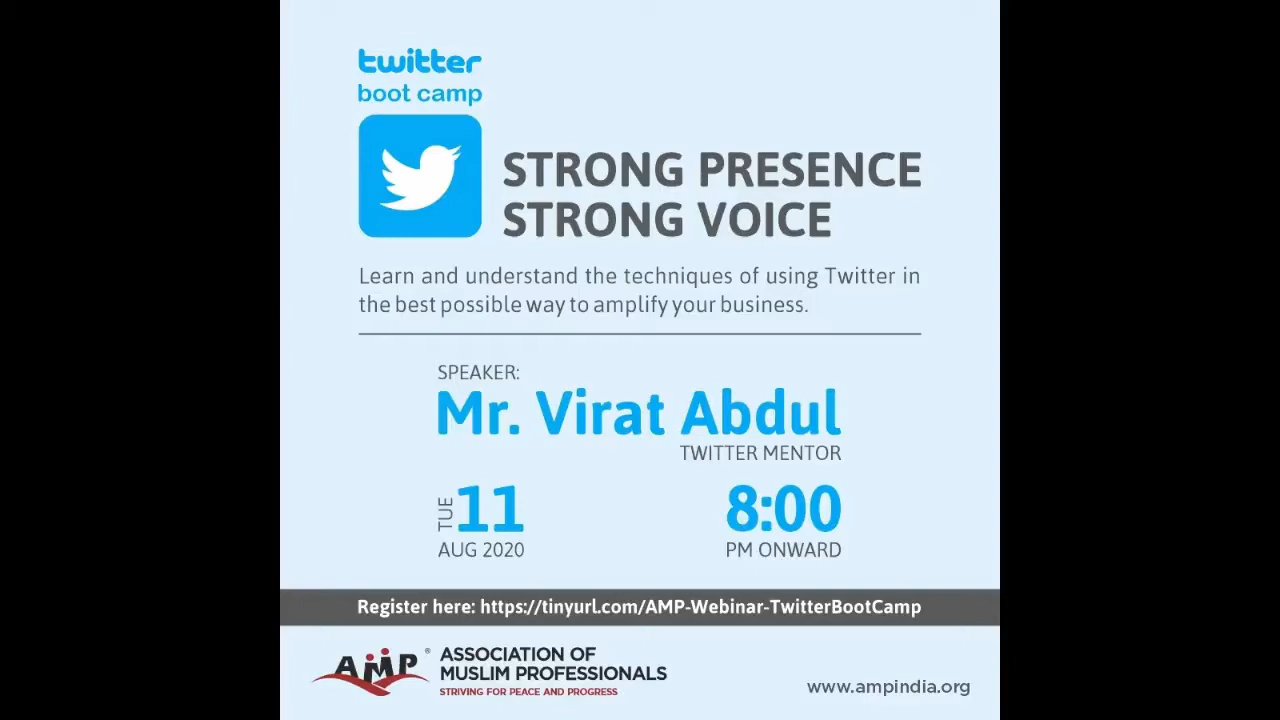 twitter
boot camp
STRONG PRESENCE
STRONG VOICE
Learn and understand the techniques of using Twitter in
the best possible way to amplify your business.
SPEAKER:
Mr. Virat Abdul
TWITTER MENTOR
TUE 11
AUG 2020
8:00
PM ONWARD
Register here: https://tinyurl.com/AMP-Webinar-TwitterBootCamp
AMP®
ASSOCIATION OF
MUSLIM PROFESSIONALS
STRIVING FOR PEACE AND PROGRESS
www.ampindia.org